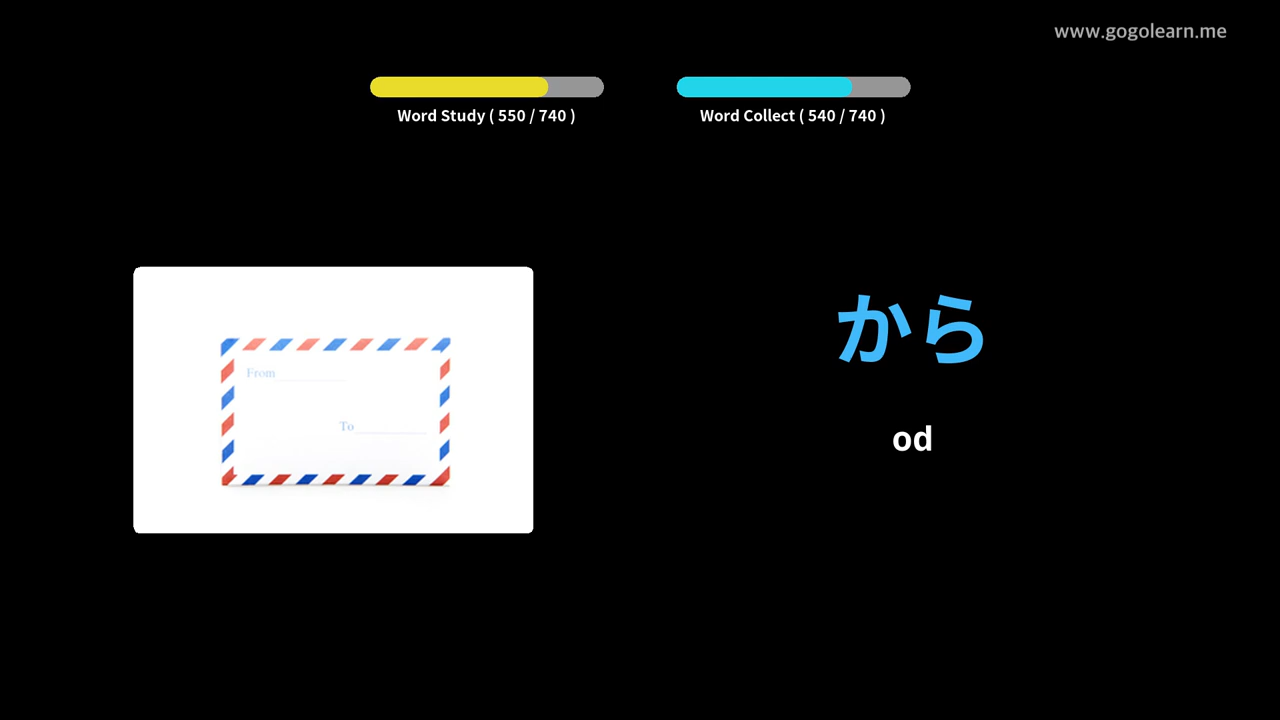 www.gogolearn.me
Word Study ( 550 / 740 )
Word Collect ( 540 / 740 )
から
od
From
To